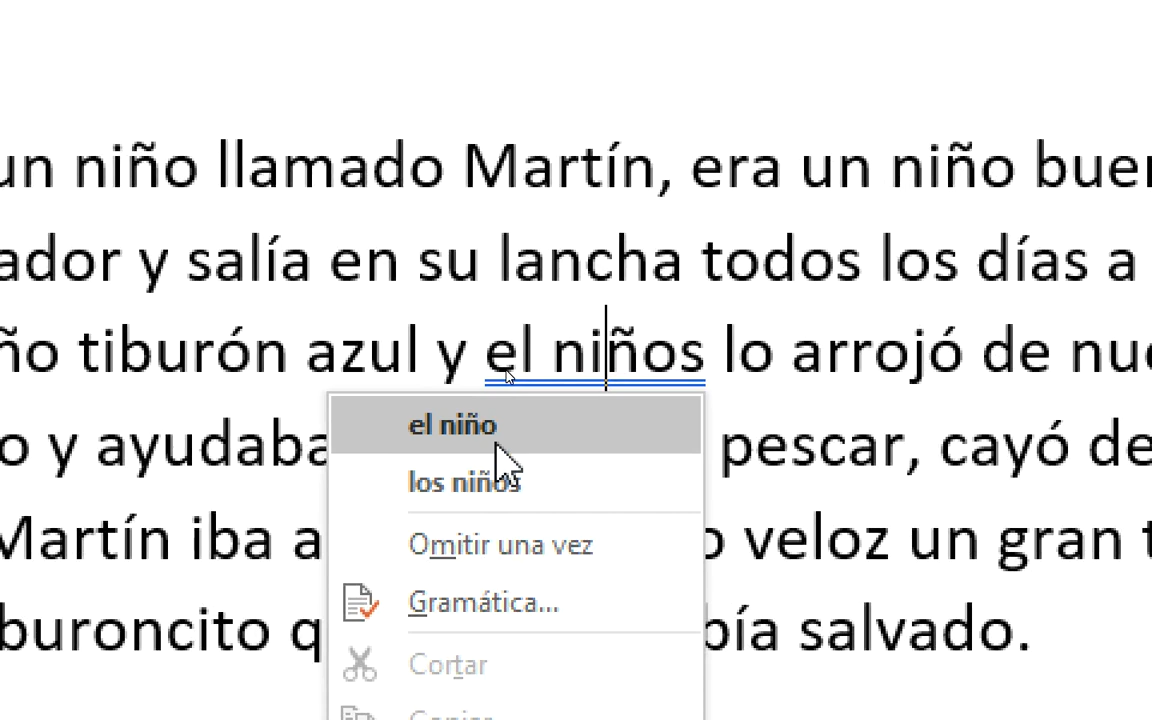 un niño llamado Martín, era un niño
ador y salía en su lancha todos los días a
ño tiburón azul y el niños lo arrojó de
o y ayudaba pescar, cayó de
Martín iba a o veloz un gran
buroncito bía salvado.
el niño
los niños
Omitir una vez
Gramática...
Cortar
Copiar